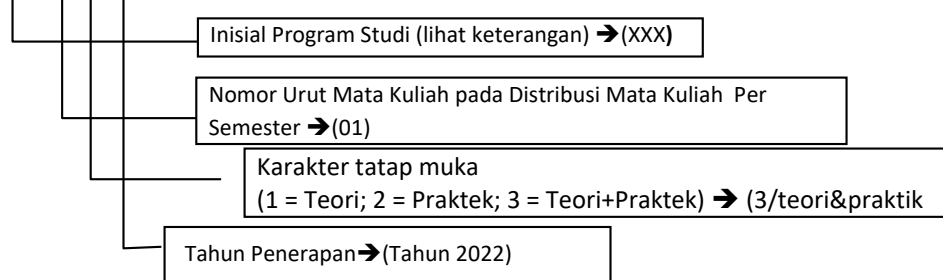 Inisial Program Studi (lihat keterangan) ➔(XXX)
Nomor Urut Mata Kuliah pada Distribusi Mata Kuliah Per
Semester ➔(01)
Karakter tatap muka
(1 = Teori; 2 = Praktek; 3 = Teori+Praktek) ➔ (3/teori&praktik
Tahun Penerapan➔(Tahun 2022)